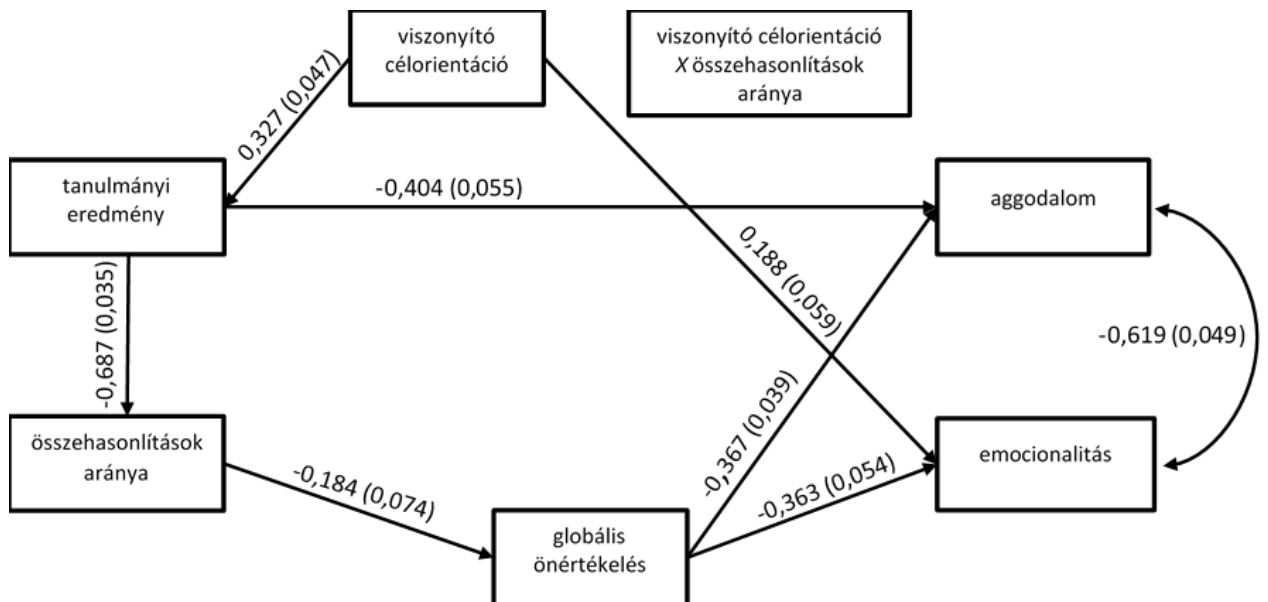 viszonyító
célorientáció
viszonyító célorientáció
X összehasonlítások
aránya
0,327 (0,047)
tanulmányi
eredmény
-0,404 (0,055)
aggodalom
0,188 (0,059)
-0,687 (0,035)
-0,619 (0,049)
-0,367 (0,039)
összehasonlítások
aránya
emocionalitás
-0,184 (0,074)
-0,363 (0,054)
globális
önértékelés